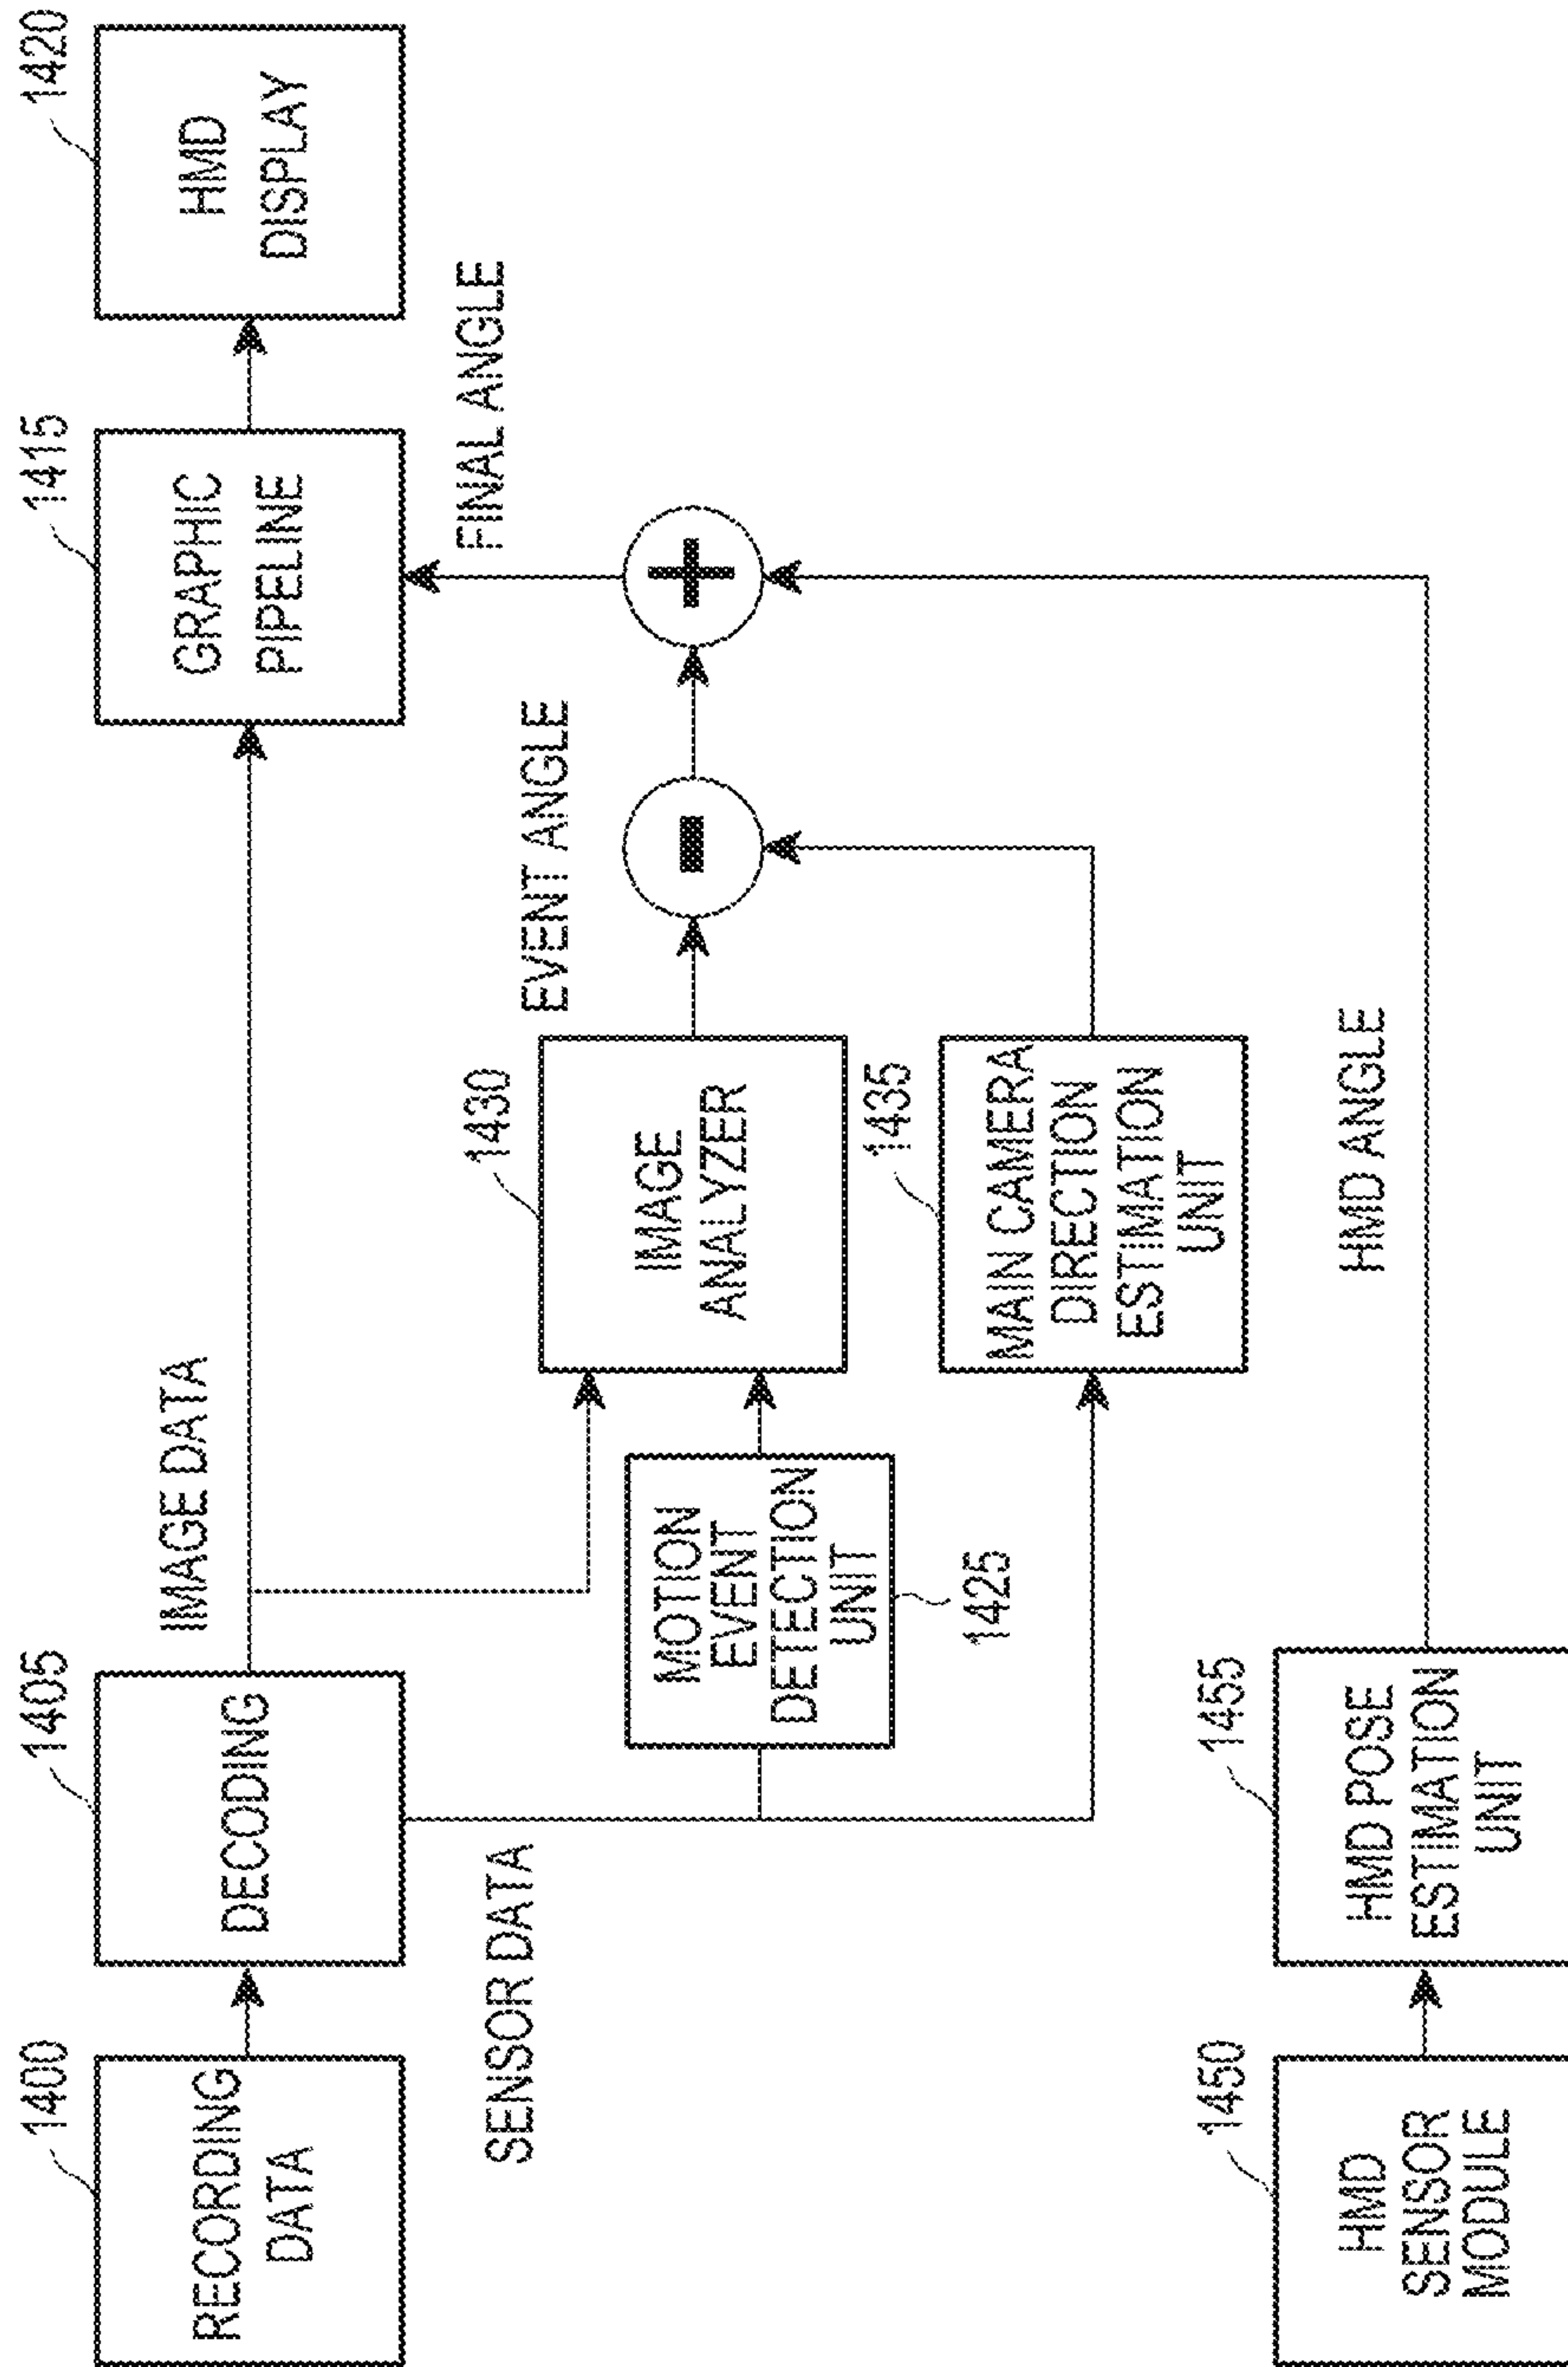 1400
RECORDING
DATA
1405
DECODING
IMAGE DATA
1415
GRAPHIC
PIPELINE
1420
HMD
DISPLAY
SENSOR DATA
MOTION
EVENT
DETECTION
UNIT
1425
1430
IMAGE
ANALYZER
EVENT ANGLE
-
+
FINAL ANGLE
1435
MAIN CAMERA
DIRECTION
ESTIMATION
UNIT
1450
HMD
SENSOR
MODULE
1455
HMD POSE
ESTIMATION
UNIT
HMD ANGLE